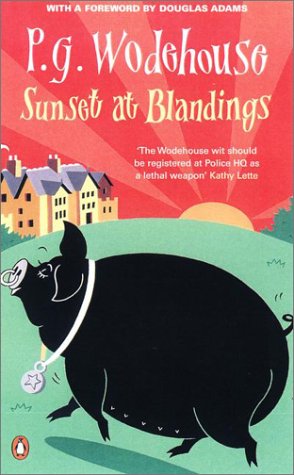 WITH A FOREWORD BY DOUGLAS ADAMS
P.G. WODEHOUSE
Sunset at Blandings
'The Wodehouse wit should
be registered at Police HQ as
a lethal weapon' Kathy Lette